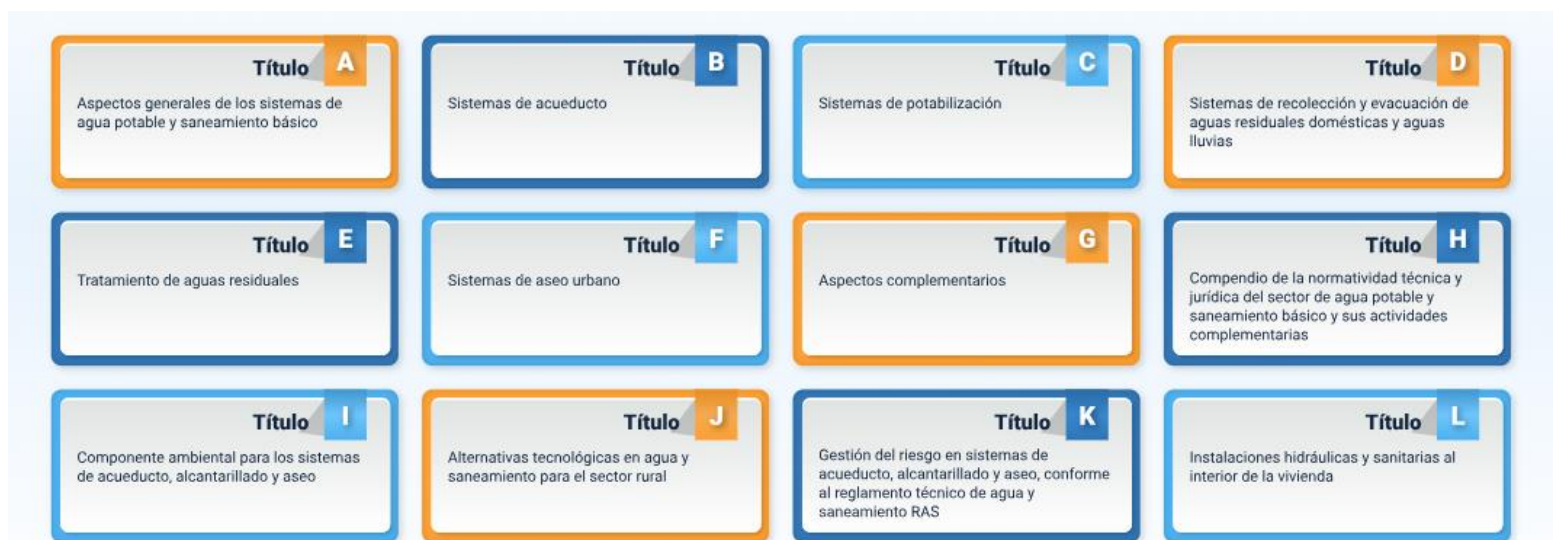 Título A
Aspectos generales de los sistemas de
agua potable y saneamiento básico
Título B
Sistemas de acueducto
Título C
Sistemas de potabilización
Título D
Sistemas de recolección y evacuación de
aguas residuales domésticas y aguas
lluvias
Título E
Tratamiento de aguas residuales
Título F
Sistemas de aseo urbano
Título G
Aspectos complementarios
Título H
Compendio de la normatividad técnica y
jurídica del sector de agua potable y
saneamiento básico y sus actividades
complementarias
Título I
Componente ambiental para los sistemas
de acueducto, alcantarillado y aseo
Título J
Alternativas tecnológicas en agua y
saneamiento para el sector rural
Título K
Gestión del riesgo en sistemas de
acueducto, alcantarillado y aseo, conforme
al reglamento técnico de agua y
saneamiento RAS
Título L
Instalaciones hidráulicas y sanitarias al
interior de la vivienda